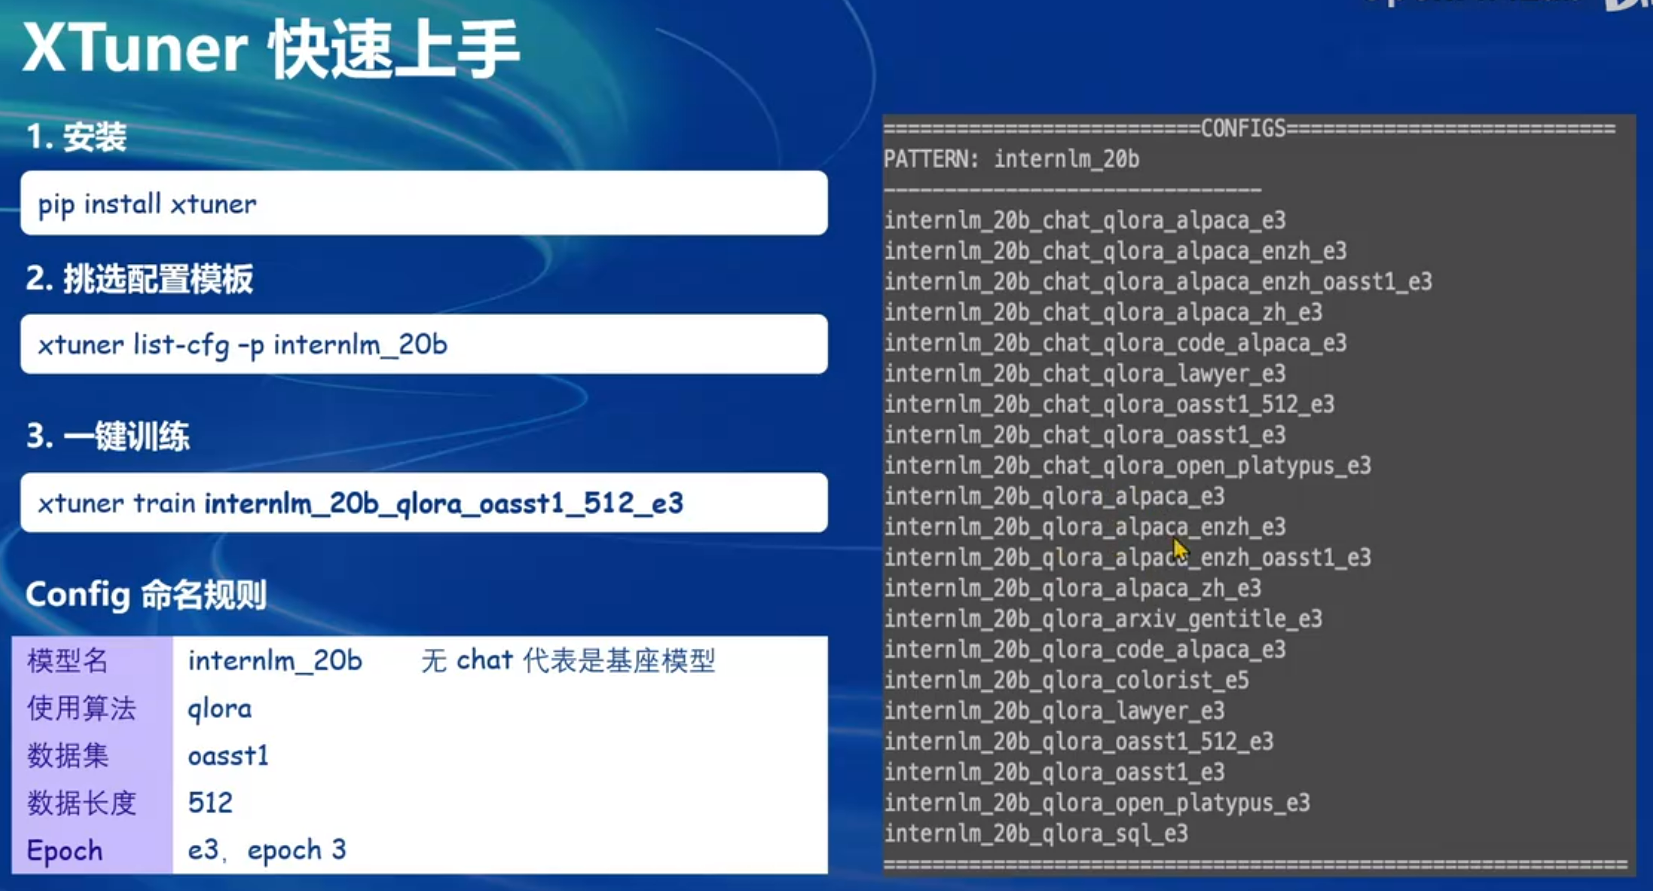 XTuner 快速上手
1. 安装
pip install xtuner
2. 挑选配置模板
xtuner list-cfg –p internlm_20b
3. 一键训练
xtuner train internlm_20b_qlora_oasst1_512_e3
Config 命名规则
模型名 internlm_20b 无 chat 代表是基座模型
使用算法 qlora
数据集 oasst1
数据长度 512
Epoch e3, epoch 3
==========================CONFIGS===========================
PATTERN: internlm_20b
-------------------------------
internlm_20b_chat_qlora_alpaca_e3
internlm_20b_chat_qlora_alpaca_enzh_e3
internlm_20b_chat_qlora_alpaca_enzh_oasst1_e3
internlm_20b_chat_qlora_alpaca_zh_e3
internlm_20b_chat_qlora_code_alpaca_e3
internlm_20b_chat_qlora_lawyer_e3
internlm_20b_chat_qlora_oasst1_512_e3
internlm_20b_chat_qlora_oasst1_e3
internlm_20b_chat_qlora_open_platypus_e3
internlm_20b_qlora_alpaca_e3
internlm_20b_qlora_alpaca_enzh_e3
internlm_20b_qlora_alpaca_enzh_oasst1_e3
internlm_20b_qlora_alpaca_zh_e3
internlm_20b_qlora_arxiv_gentitle_e3
internlm_20b_qlora_code_alpaca_e3
internlm_20b_qlora_colorist_e5
internlm_20b_qlora_lawyer_e3
internlm_20b_qlora_oasst1_512_e3
internlm_20b_qlora_oasst1_e3
internlm_20b_qlora_open_platypus_e3
internlm_20b_qlora_sql_e3
=============================================================